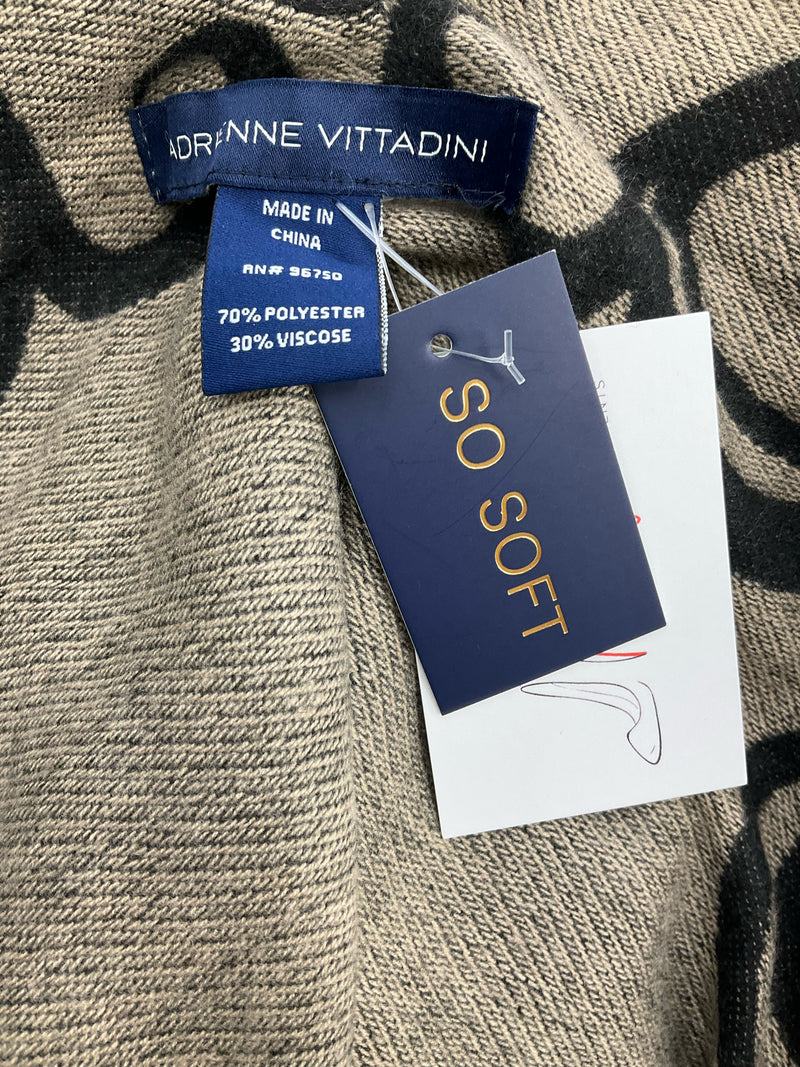 ADRIENNE VITTADINI
MADE IN
CHINA
RN# 96750
70% POLYESTER
30% VISCOSE
SO SOFT